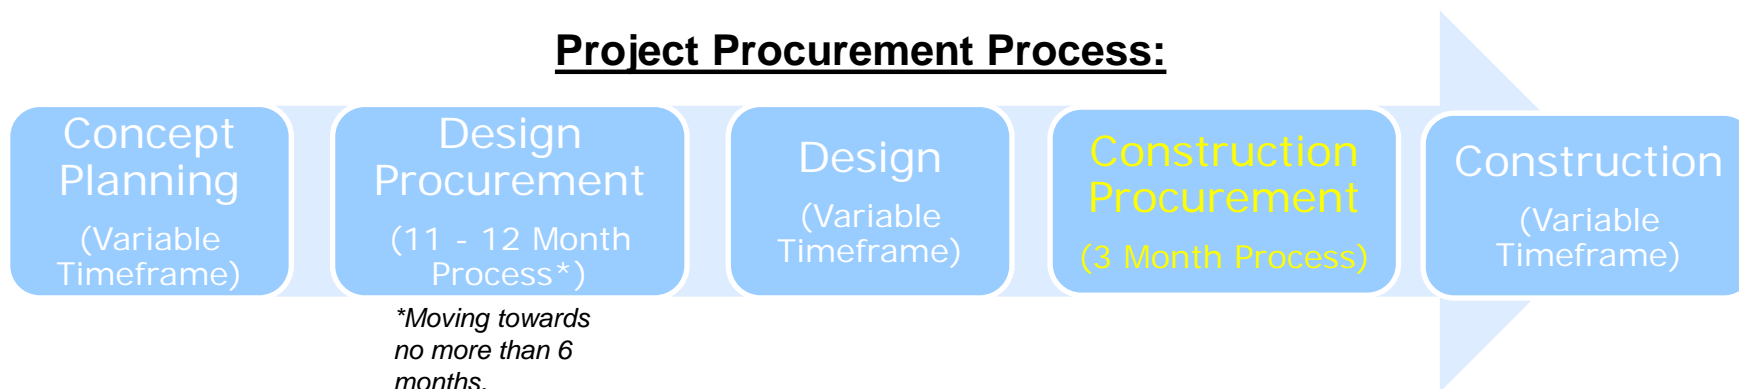 Project Procurement Process:
Concept
Planning
(Variable
Timeframe)
Design
Procurement
(11 - 12 Month
Process*)
*Moving towards
no more than 6
months.
Design
(Variable
Timeframe)
Construction
Procurement
(3 Month Process)
Construction
(Variable
Timeframe)